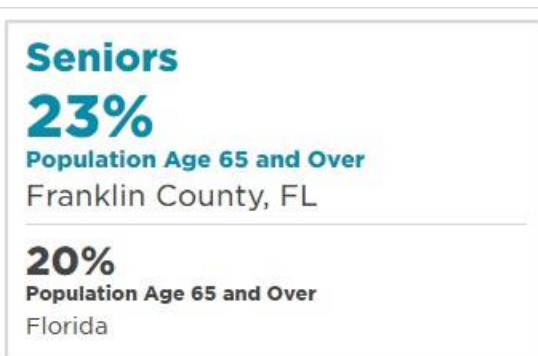 Seniors
23%
Population Age 65 and Over
Franklin County, FL
20%
Population Age 65 and Over
Florida